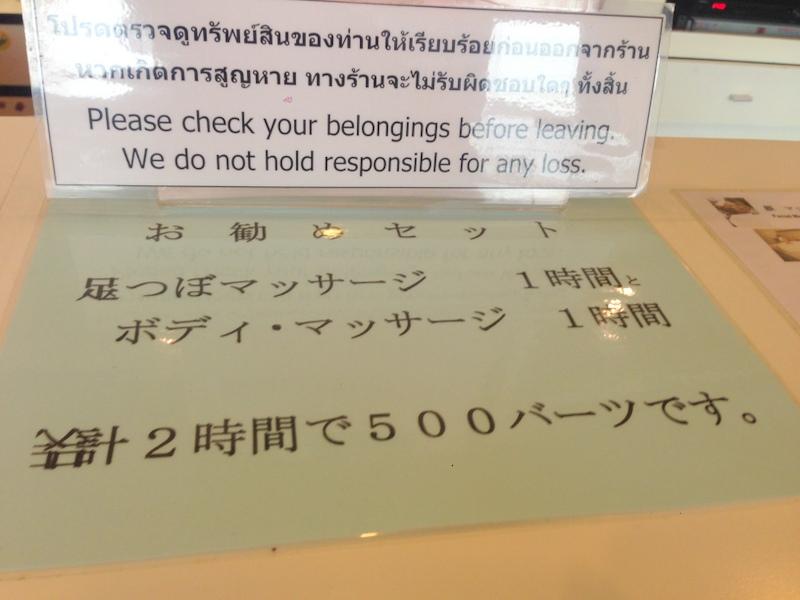 โปรดตรวจดูทรัพย์สินของท่านให้เรียบร้อยก่อนออกจากร้าน
หากเกิดการสูญหาย ทางร้านจะไม่รับผิดชอบใดๆ ทั้งสิ้น
Please check your belongings before leaving.
We do not hold responsible for any loss.
お勧めセット
足つぼマッサージ 1時間と
ボディ・マッサージ 1時間
計2時間で500バーツです。